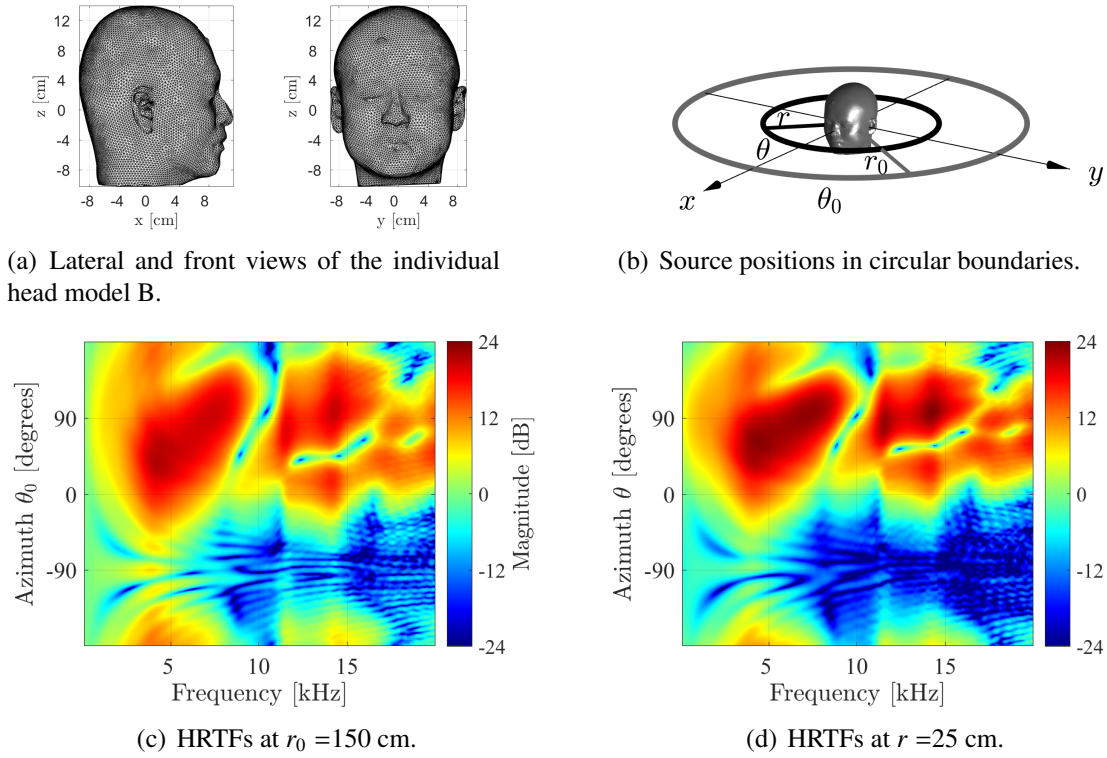 14
12
8
4
0
-4
-8
z [cm]
-8 -4 0 4 8
x [cm]
12
8
4
0
-4
-8
z [cm]
-8 -4 0 4 8
y [cm]
r
θ
r0
x
θ0
y
(a) Lateral and front views of the individual
head model B.
(b) Source positions in circular boundaries.
Azimuth θ0 [degrees]
90
0
-90
5 10 15
Frequency [kHz]
24
12
0
-12
-24
Magnitude [dB]
(c) HRTFs at r0 =150 cm.
Azimuth θ [degrees]
90
0
-90
5 10 15
Frequency [kHz]
24
12
0
-12
-24
(d) HRTFs at r =25 cm.